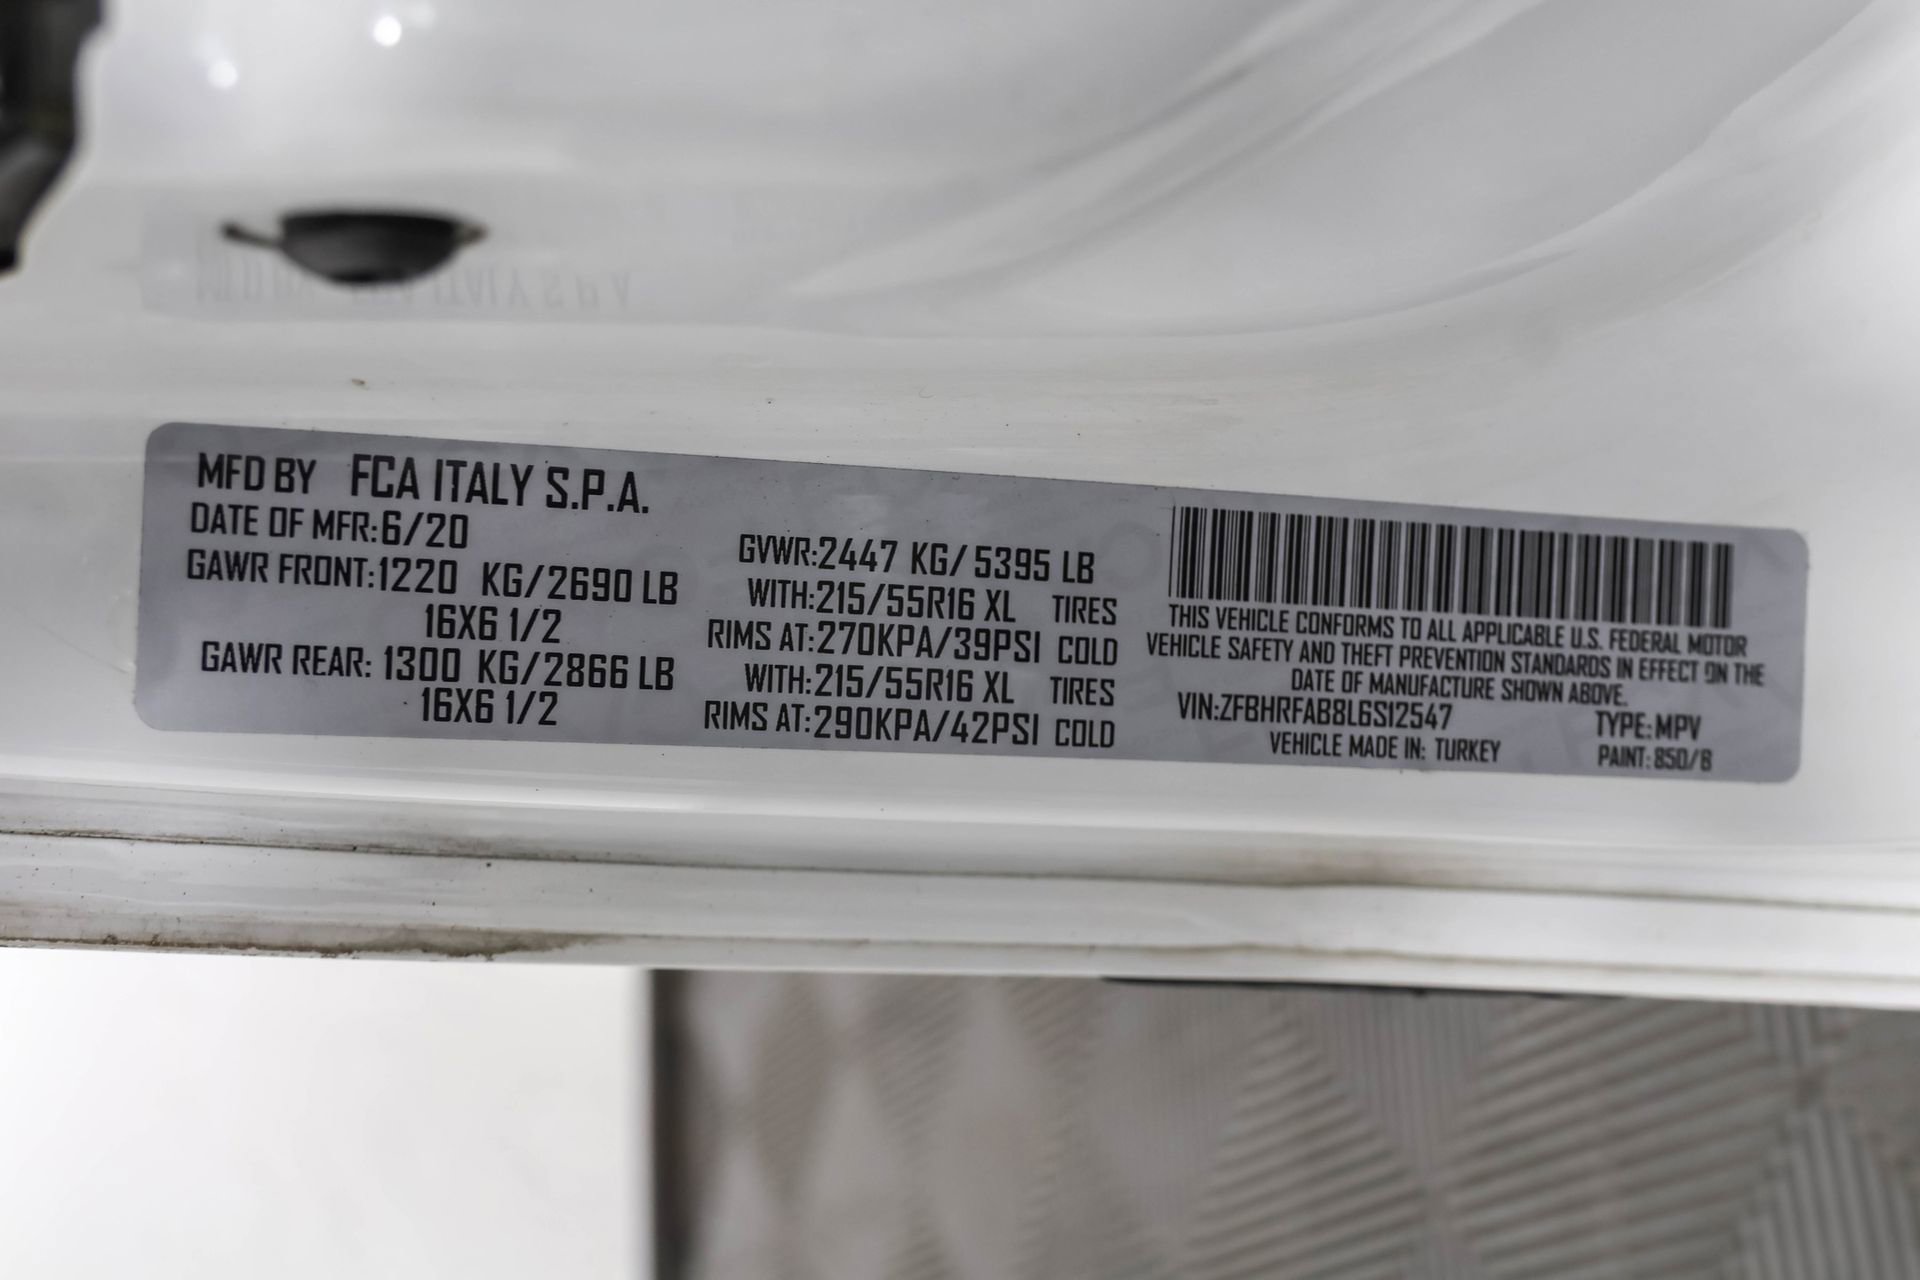 MFD BY FCA ITALY S.P.A.
DATE OF MFR:6/20
GAWR FRONT:1220 KG/2690 LB
16X6 1/2
GAWR REAR: 1300 KG/2866 LB
16X6 1/2
GVWR:2447 KG/5395 LB
WITH:215/55R16 XL TIRES
RIMS AT:270KPA/39PSI COLD
WITH:215/55R16 XL TIRES
RIMS AT:290KPA/42PSI COLD
THIS VEHICLE CONFORMS TO ALL APPLICABLE U.S. FEDERAL MOTOR
VEHICLE SAFETY AND THEFT PREVENTION STANDARDS IN EFFECT ON THE
DATE OF MANUFACTURE SHOWN ABOVE.
VIN:ZFBHRFAB8L6S12547 TYPE:MPV
VEHICLE MADE IN: TURKEY PAINT:850/B